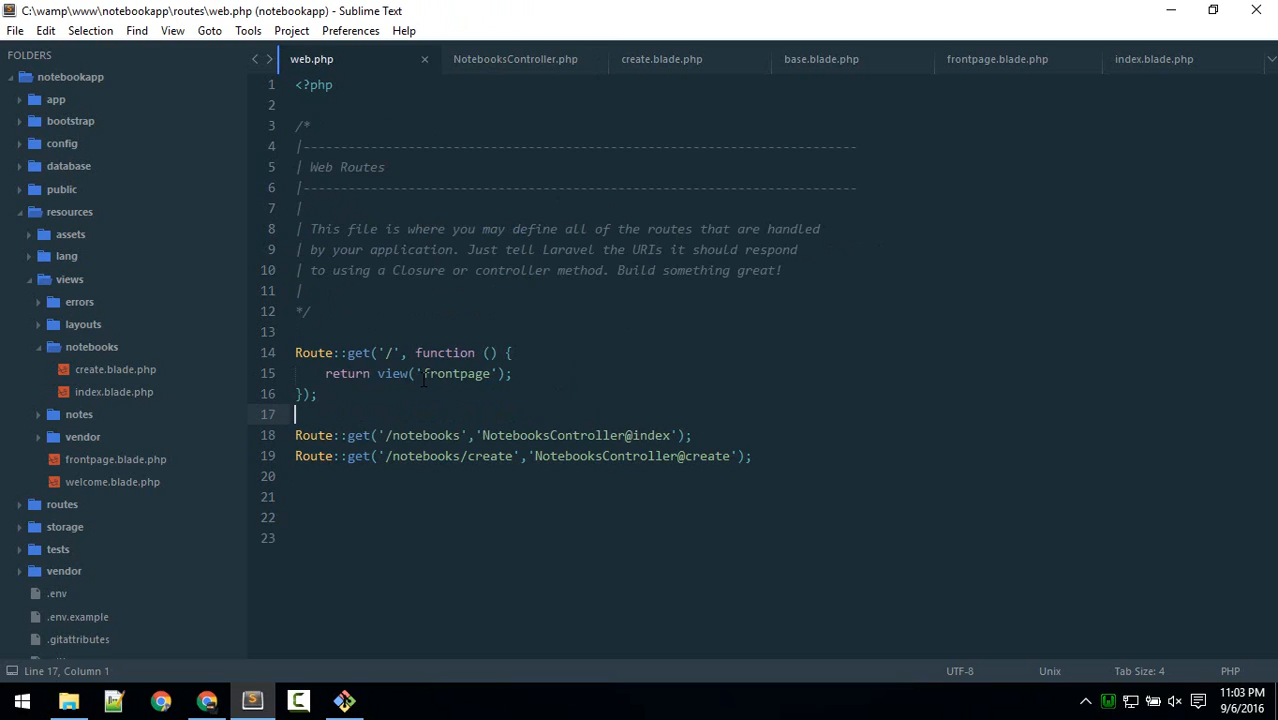 C:\wamp\www\notebookapp\routes\web.php (notebookapp) - Sublime Text
File Edit Selection Find View Goto Tools Project Preferences Help
FOLDERS
notebookapp
app
bootstrap
config
database
public
resources
assets
lang
views
errors
layouts
notebooks
create.blade.php
index.blade.php
notes
vendor
frontpage.blade.php
welcome.blade.php
routes
storage
tests
vendor
.env
.env.example
.gitattributes
web.php NotebooksController.php create.blade.php base.blade.php frontpage.blade.php index.blade.php
1 <?php
2
3 /*
4 |--------------------------------------------------------------------------
5 | Web Routes
6 |--------------------------------------------------------------------------
7 |
8 | This file is where you may define all of the routes that are handled
9 | by your application. Just tell Laravel the URIs it should respond
10 | to using a Closure or controller method. Build something great!
11 |
12 */
13
14 Route::get('/', function () {
15     return view('frontpage');
16 });
17
18 Route::get('/notebooks','NotebooksController@index');
19 Route::get('/notebooks/create','NotebooksController@create');
20
21
22
23
Line 17, Column 1 UTF-8 Unix Tab Size: 4 PHP
11:03 PM
9/6/2016